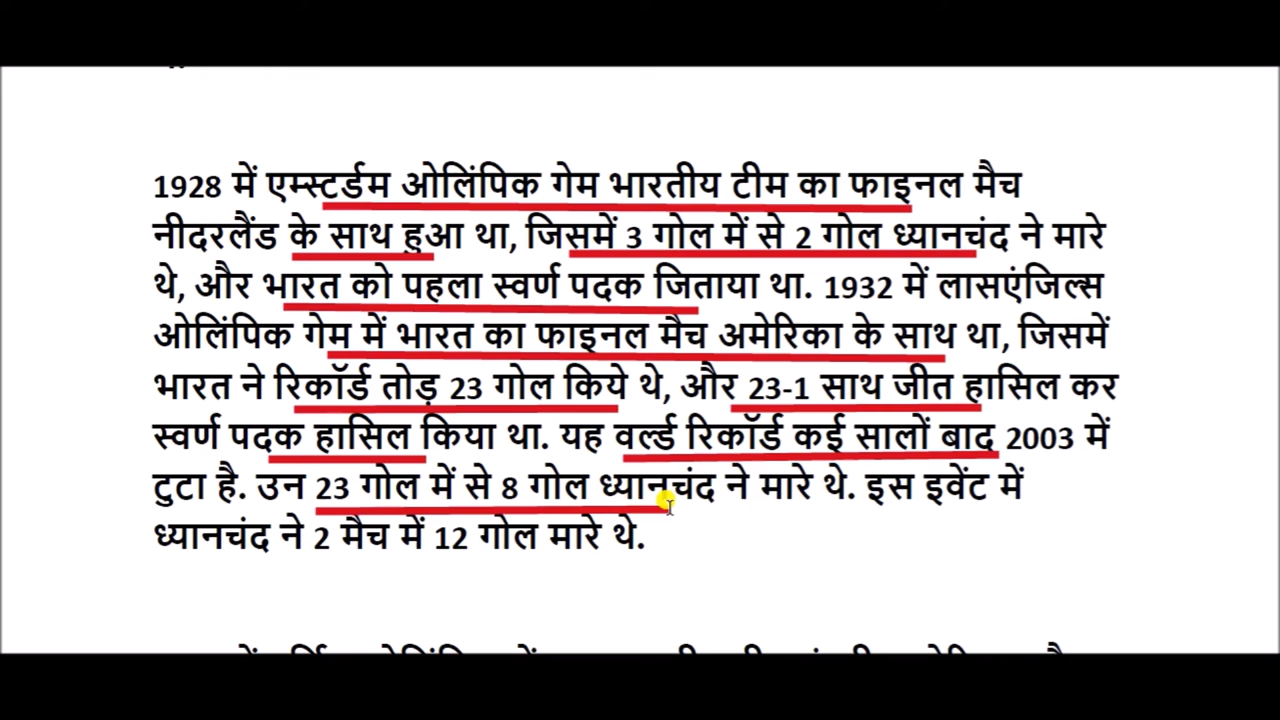 1928 में एम्स्टर्डम ओलिंपिक गेम भारतीय टीम का फाइनल मैच
नीदरलैंड के साथ हुआ था, जिसमें 3 गोल में से 2 गोल ध्यानचंद ने मारे
थे, और भारत को पहला स्वर्ण पदक जिताया था. 1932 में लासएंजिल्स
ओलिंपिक गेम में भारत का फाइनल मैच अमेरिका के साथ था, जिसमें
भारत ने रिकॉर्ड तोड़ 23 गोल किये थे, और 23-1 साथ जीत हासिल कर
स्वर्ण पदक हासिल किया था. यह वर्ल्ड रिकॉर्ड कई सालों बाद 2003 में
टुटा है. उन 23 गोल में से 8 गोल ध्यानचंद ने मारे थे. इस इवेंट में
ध्यानचंद ने 2 मैच में 12 गोल मारे थे.